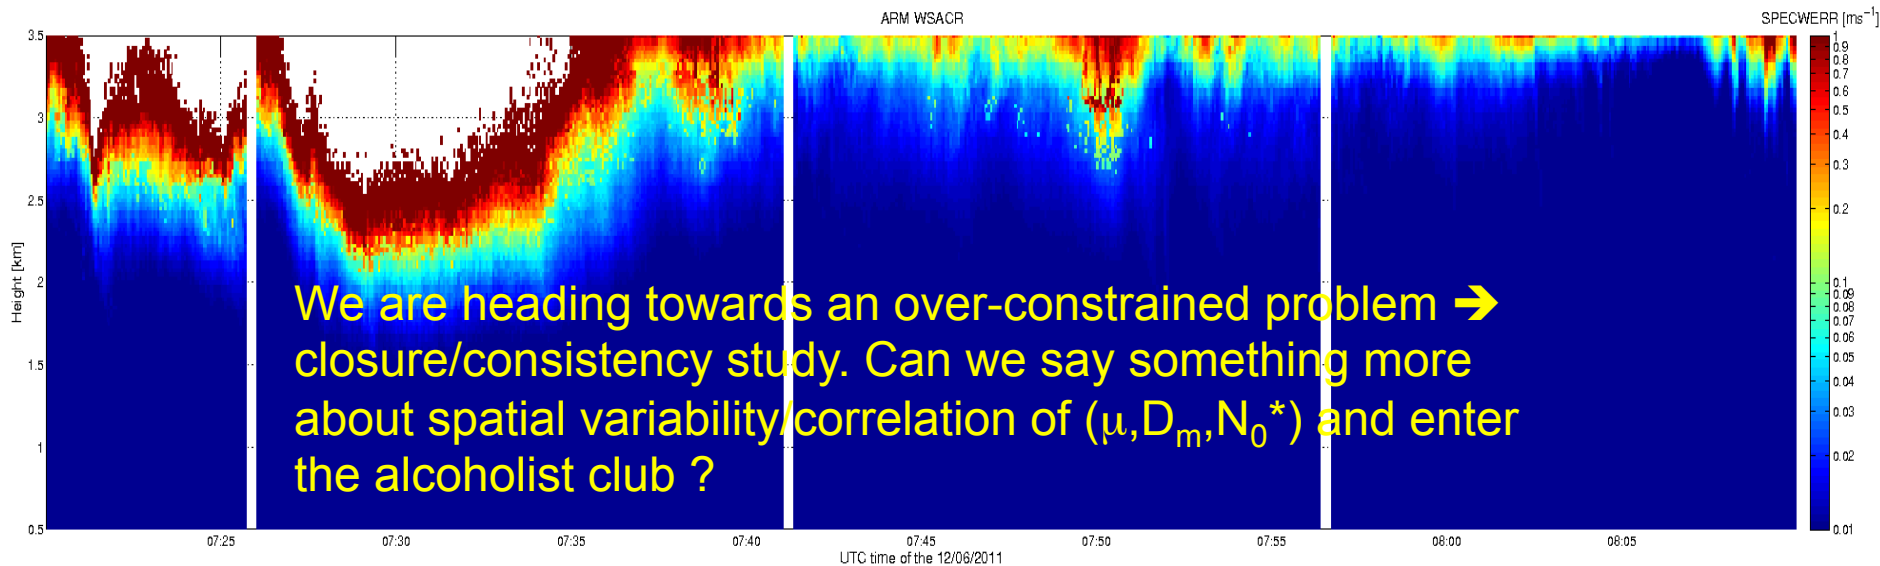 ARM WSACR
SPECWERR [ms⁻¹]
3.5
3
2.5
2
1.5
1
0.5
Height [km]
We are heading towards an over-constrained problem ➔
closure/consistency study. Can we say something more
about spatial variability/correlation of (μ,Dₘ,N₀*) and enter
the alcoholist club ?
07:25 07:30 07:35 07:40 07:45 07:50 07:55 08:00 08:05
UTC time of the 12/06/2011
1
0.9
0.8
0.7
0.6
0.5
0.4
0.3
0.2
0.1
0.09
0.08
0.07
0.06
0.05
0.04
0.03
0.02
0.01